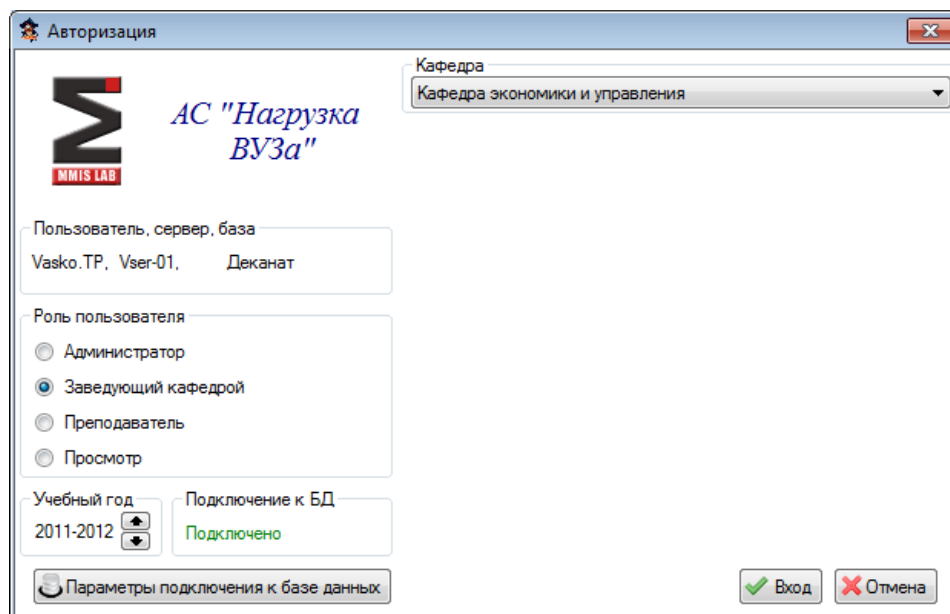 Авторизация
Кафедра
Кафедра экономики и управления
АС "Нагрузка
ВУЗа"
MMIS LAB
Пользователь, сервер, база
Vasko.TP, Vser-01, Деканат
Роль пользователя
Администратор
Заведующий кафедрой
Преподаватель
Просмотр
Учебный год
Подключение к БД
2011-2012
Подключено
Параметры подключения к базе данных
Вход
Отмена